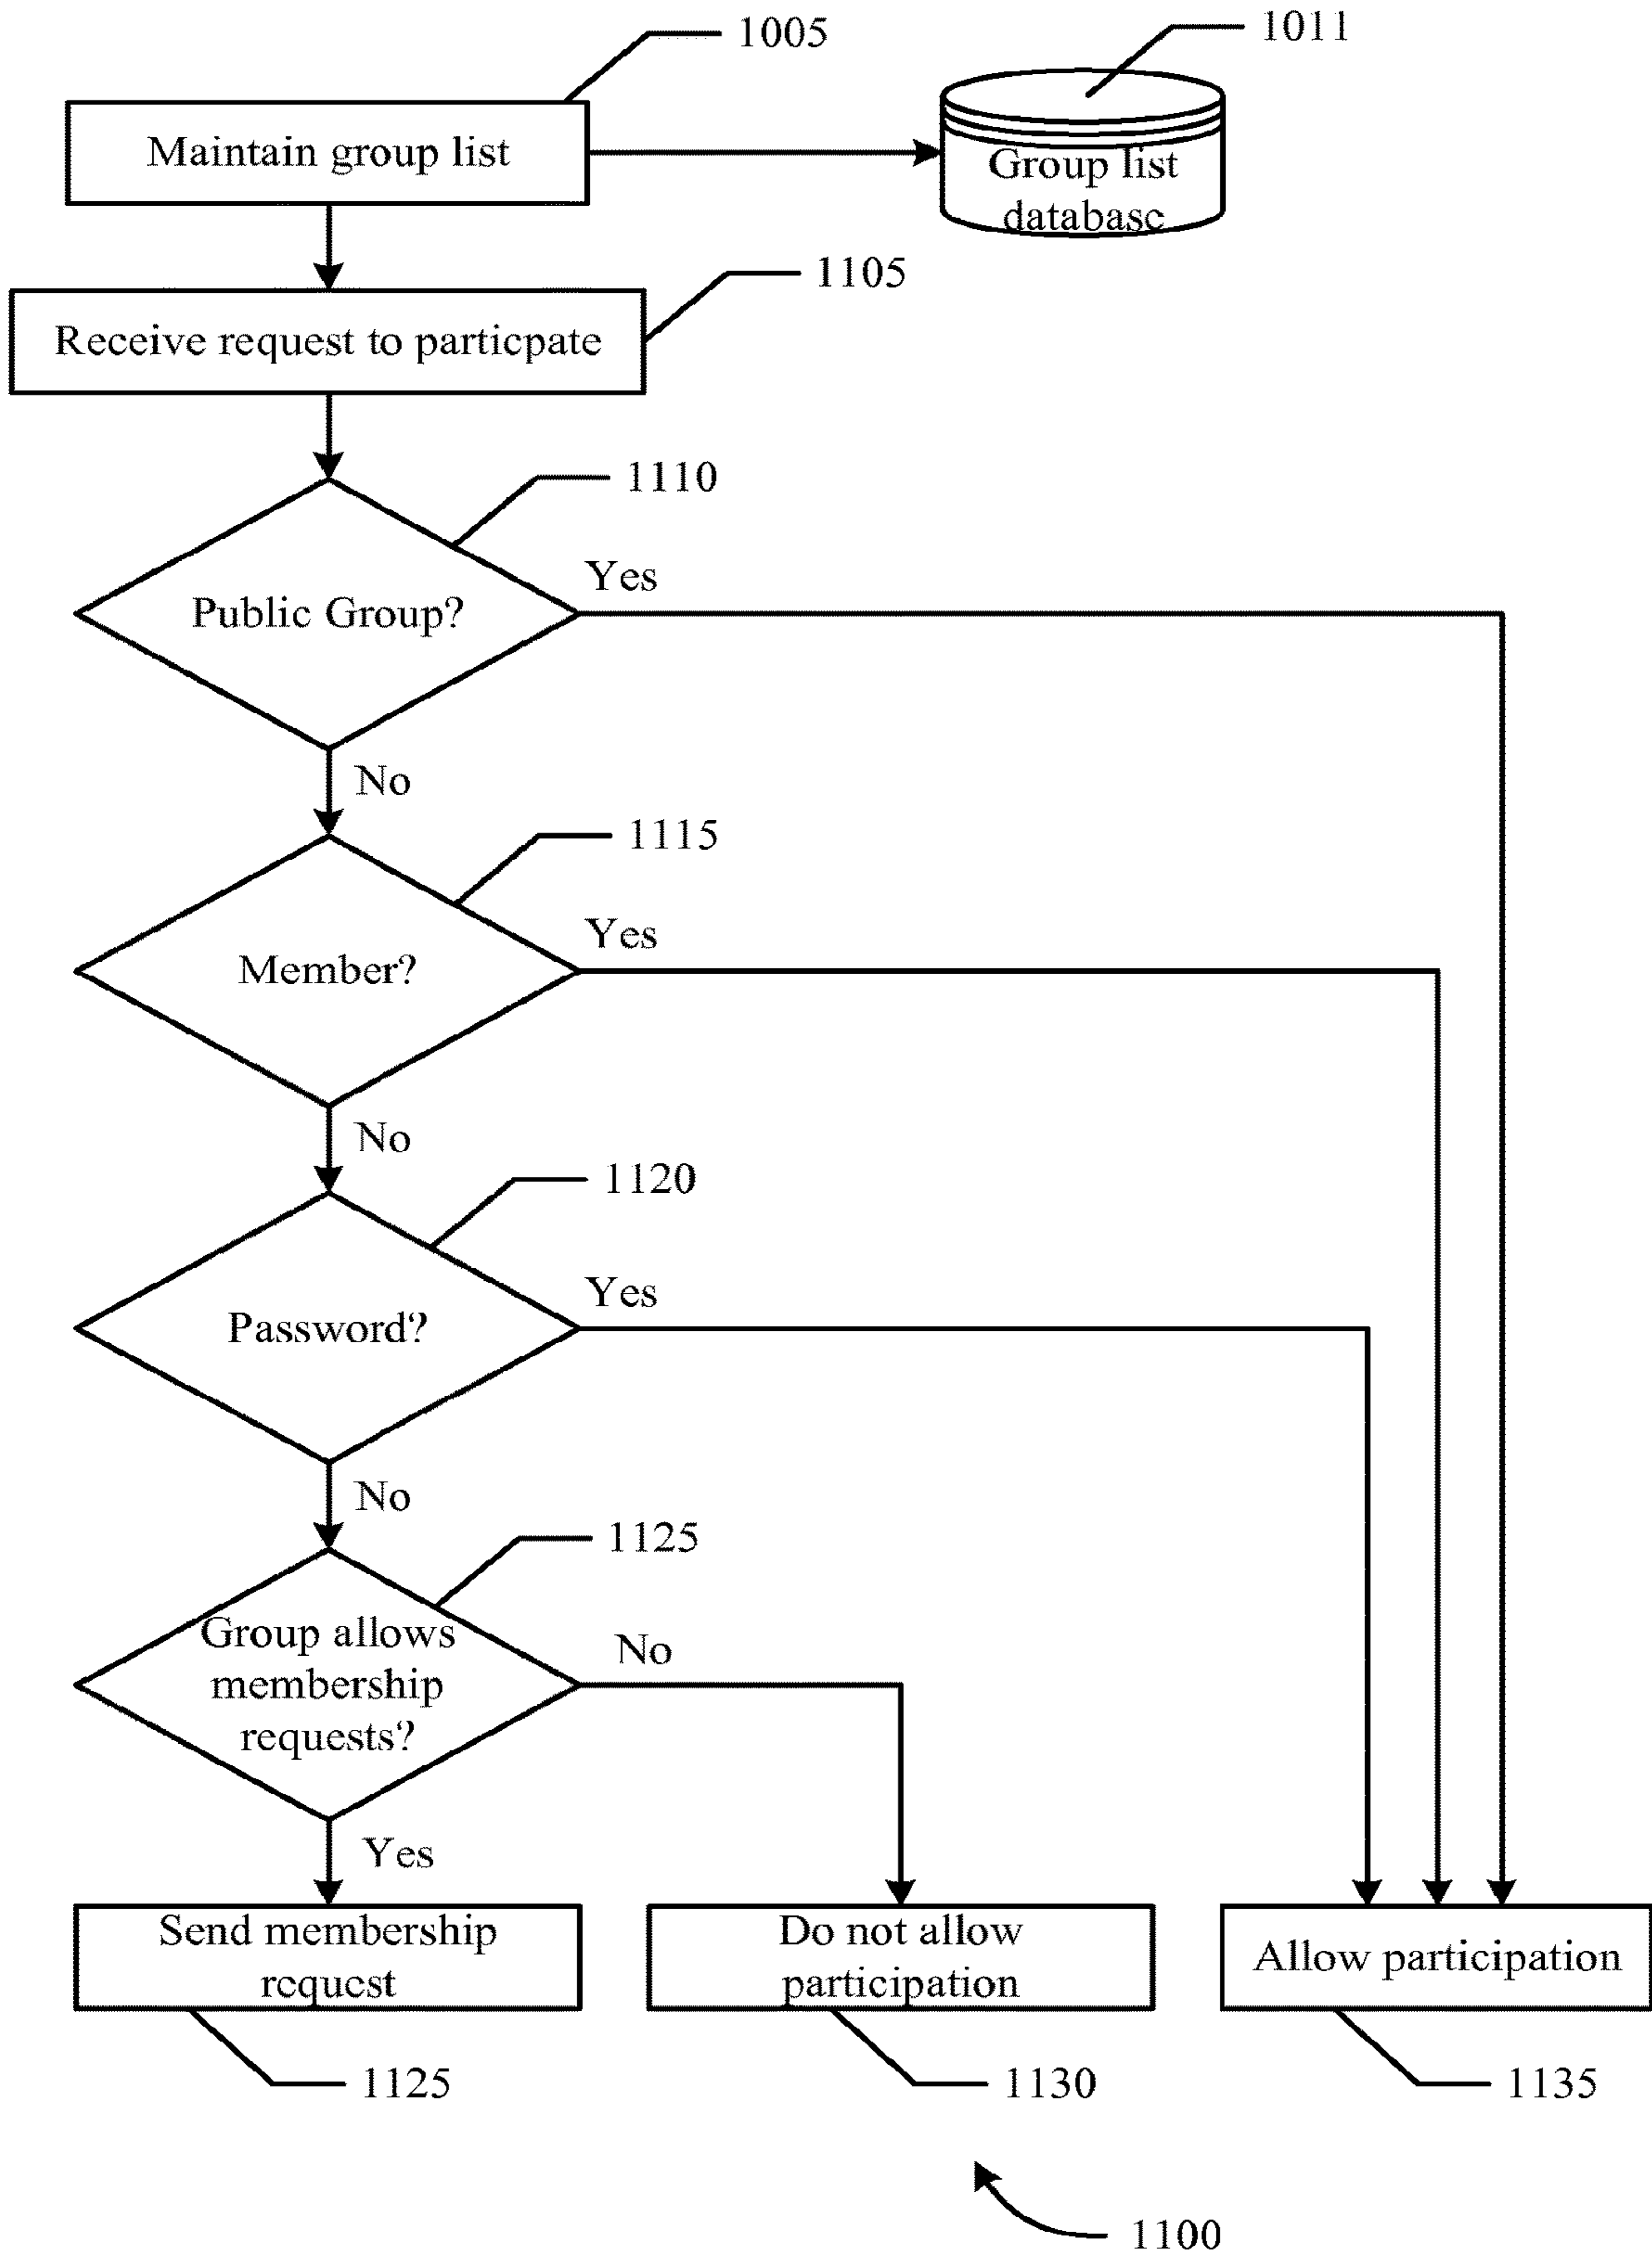 1005
1011
Maintain group list
Group list
database
1105
Receive request to particpate
1110
Yes
Public Group?
No
1115
Yes
Member?
No
1120
Yes
Password?
No
1125
Group allows
membership
requests?
No
Yes
Send membership
request
Do not allow
participation
Allow participation
1125
1130
1135
1100